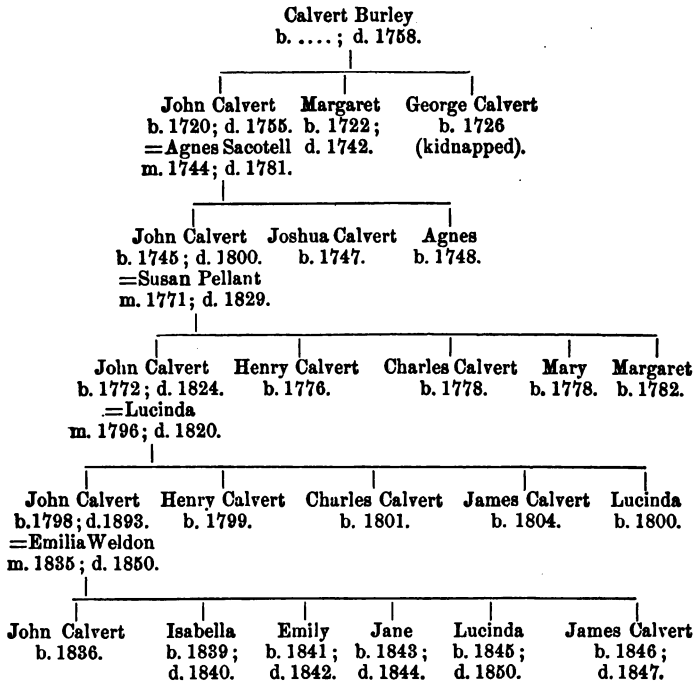 Calvert Burley
b. ....; d. 1758.
John Calvert Margaret George Calvert
b. 1720; d. 1755. b. 1722; b. 1726
=Agnes Sacotell d. 1742. (kidnapped).
m. 1744; d. 1781.
John Calvert Joshua Calvert Agnes
b. 1745; d. 1800. b. 1747. b. 1748.
=Susan Pellant
m. 1771; d. 1829.
John Calvert Henry Calvert Charles Calvert Mary Margaret
b. 1772; d. 1824. b. 1776. b. 1778. b. 1778. b. 1782.
=Lucinda
m. 1796; d. 1820.
John Calvert Henry Calvert Charles Calvert James Calvert Lucinda
b.1798; d.1893. b. 1799. b. 1801. b. 1804. b. 1800.
=Emilia Weldon
m. 1835; d. 1850.
John Calvert Isabella Emily Jane Lucinda James Calvert
b. 1836. b. 1839; b. 1841; b. 1843; b. 1845; b. 1846;
d. 1840. d. 1842. d. 1844. d. 1850. d. 1847.